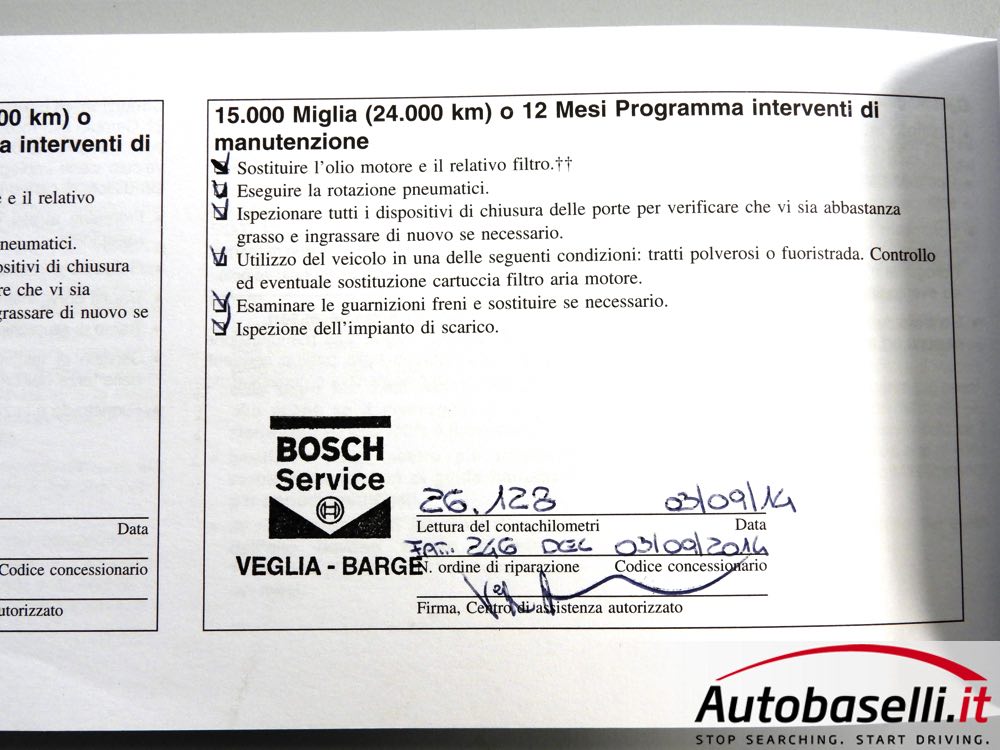 00 km) o
a interventi di
e il relativo
neumatici.
ositivi di chiusura
re che vi sia
grassare di nuovo se
Data
Codice concessionario
utorizzato
15.000 Miglia (24.000 km) o 12 Mesi Programma interventi di
manutenzione
Sostituire l'olio motore e il relativo filtro.††
Eseguire la rotazione pneumatici.
Ispezionare tutti i dispositivi di chiusura delle porte per verificare che vi sia abbastanza
grasso e ingrassare di nuovo se necessario.
Utilizzo del veicolo in una delle seguenti condizioni: tratti polverosi o fuoristrada. Controllo
ed eventuale sostituzione cartuccia filtro aria motore.
Esaminare le guarnizioni freni e sostituire se necessario.
Ispezione dell'impianto di scarico.
BOSCH
Service
VEGLIA - BARGE
26.128 03/09/14
Lettura del contachilometri Data
FAT. 246 DEL 03/09/2014
N. ordine di riparazione Codice concessionario
Firma, Centro di assistenza autorizzato
Autobaselli.it
STOP SEARCHING. START DRIVING.